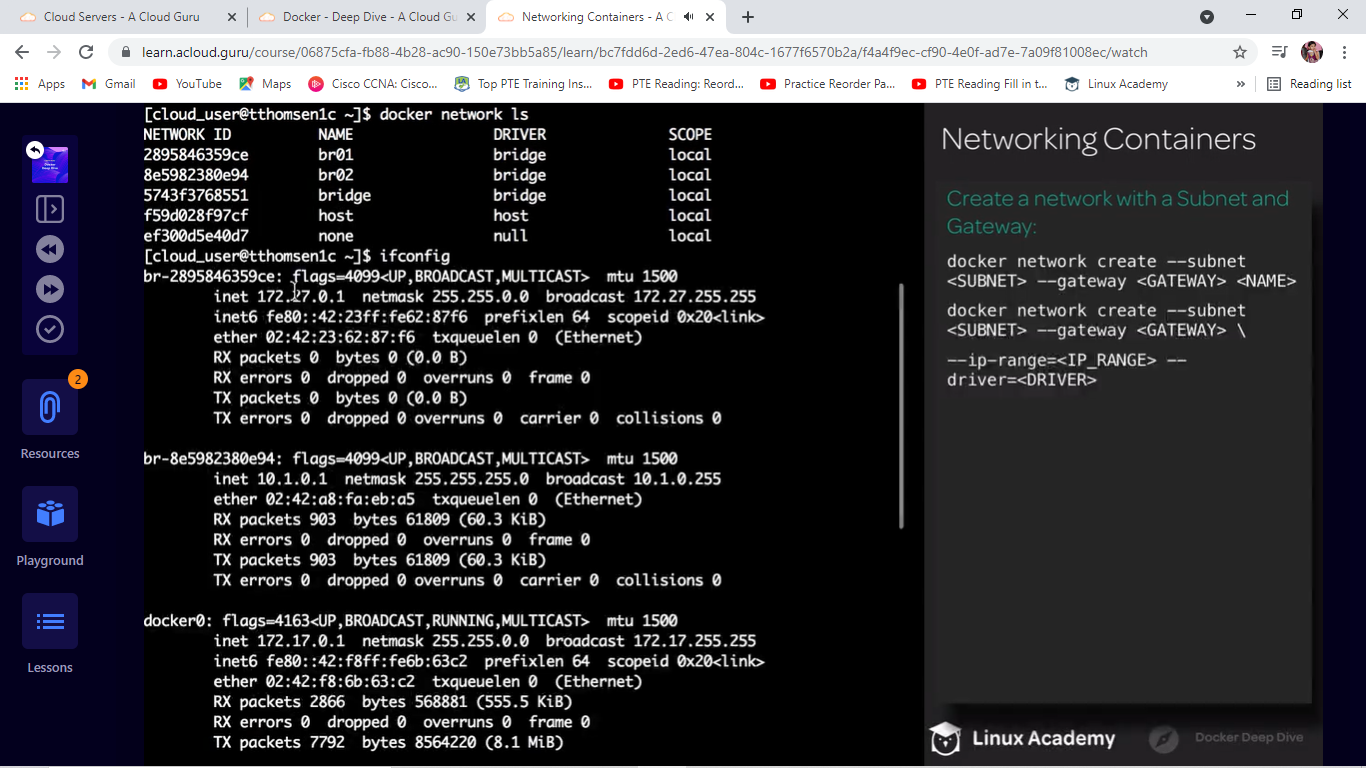 Cloud Servers - A Cloud Guru
Docker - Deep Dive - A Cloud Gu
Networking Containers - A C
learn.acloud.guru/course/06875cfa-fb88-4b28-ac90-150e73bb5a85/learn/bc7fdd6d-2ed6-47ea-804c-1677f6570b2a/f4a4f9ec-cf90-4e0f-ad7e-7a09f81008ec/watch
Apps Gmail YouTube Maps Cisco CCNA: Cisco... Top PTE Training Ins... PTE Reading: Reord... Practice Reorder Pa... PTE Reading Fill in t... Linux Academy » Reading list
2
Resources
Playground
Lessons
[cloud_user@tthomsen1c ~]$ docker network ls
NETWORK ID NAME DRIVER SCOPE
2895846359ce br01 bridge local
8e5982380e94 br02 bridge local
5743f3768551 bridge bridge local
f59d028f97cf host host local
ef300d5e40d7 none null local
[cloud_user@tthomsen1c ~]$ ifconfig
br-2895846359ce: flags=4099<UP,BROADCAST,MULTICAST> mtu 1500
inet 172.27.0.1 netmask 255.255.0.0 broadcast 172.27.255.255
inet6 fe80::42:23ff:fe62:87f6 prefixlen 64 scopeid 0x20<link>
ether 02:42:23:62:87:f6 txqueuelen 0 (Ethernet)
RX packets 0 bytes 0 (0.0 B)
RX errors 0 dropped 0 overruns 0 frame 0
TX packets 0 bytes 0 (0.0 B)
TX errors 0 dropped 0 overruns 0 carrier 0 collisions 0
br-8e5982380e94: flags=4099<UP,BROADCAST,MULTICAST> mtu 1500
inet 10.1.0.1 netmask 255.255.255.0 broadcast 10.1.0.255
ether 02:42:a8:fa:eb:a5 txqueuelen 0 (Ethernet)
RX packets 903 bytes 61809 (60.3 KiB)
RX errors 0 dropped 0 overruns 0 frame 0
TX packets 903 bytes 61809 (60.3 KiB)
TX errors 0 dropped 0 overruns 0 carrier 0 collisions 0
docker0: flags=4163<UP,BROADCAST,RUNNING,MULTICAST> mtu 1500
inet 172.17.0.1 netmask 255.255.0.0 broadcast 172.17.255.255
inet6 fe80::42:f8ff:fe6b:63c2 prefixlen 64 scopeid 0x20<link>
ether 02:42:f8:6b:63:c2 txqueuelen 0 (Ethernet)
RX packets 2866 bytes 568881 (555.5 KiB)
RX errors 0 dropped 0 overruns 0 frame 0
TX packets 7792 bytes 8564220 (8.1 MiB)
Networking Containers
Create a network with a Subnet and
Gateway:
docker network create --subnet
<SUBNET> --gateway <GATEWAY> <NAME>
docker network create --subnet
<SUBNET> --gateway <GATEWAY> \
--ip-range=<IP_RANGE> --
driver=<DRIVER>
Linux Academy
Docker Deep Dive